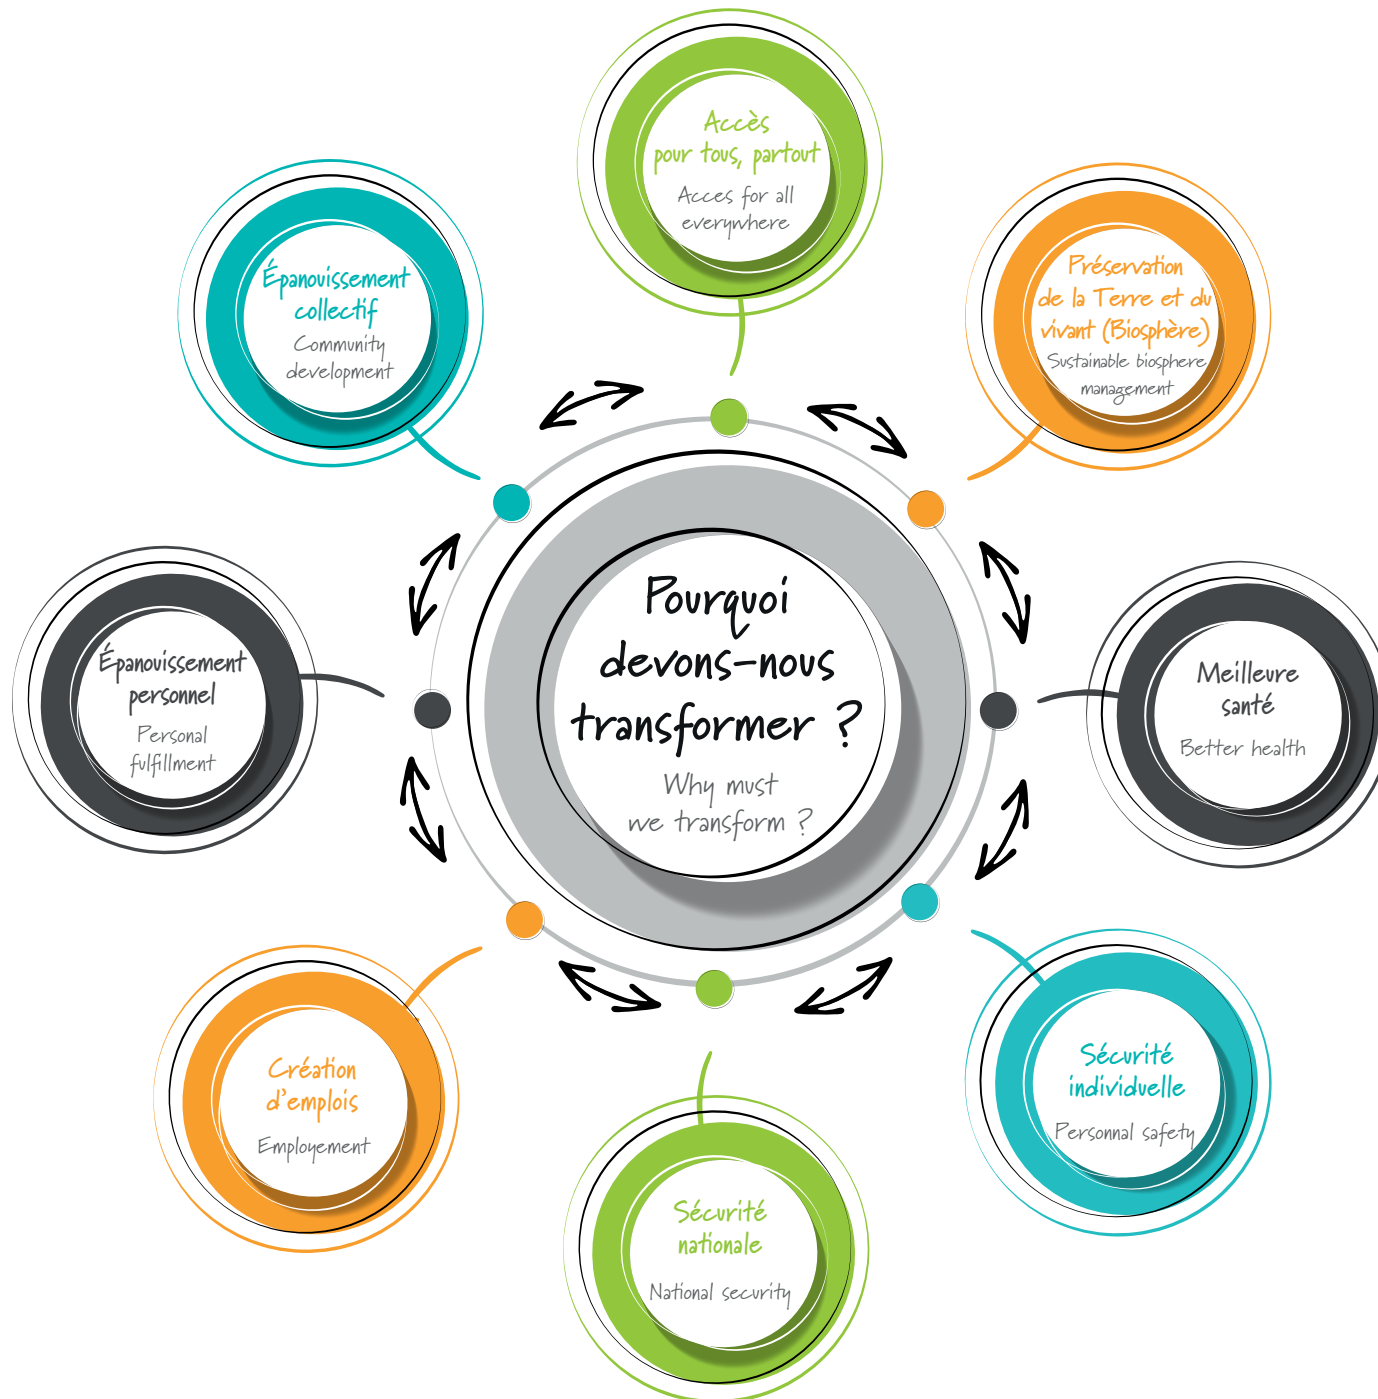 Accès
pour tous, partout
Acces for all
everywhere
Épanouissement
collectif
Community
development
Préservation
de la Terre et du
vivant (Biosphère)
Sustainable biosphere
management
Épanouissement
personnel
Personal
fulfillment
Pourquoi
devons-nous
transformer ?
Why must
we transform ?
Meilleure
santé
Better health
Création
d'emplois
Employement
Sécurité
individuelle
Personnal safety
Sécurité
nationale
National security